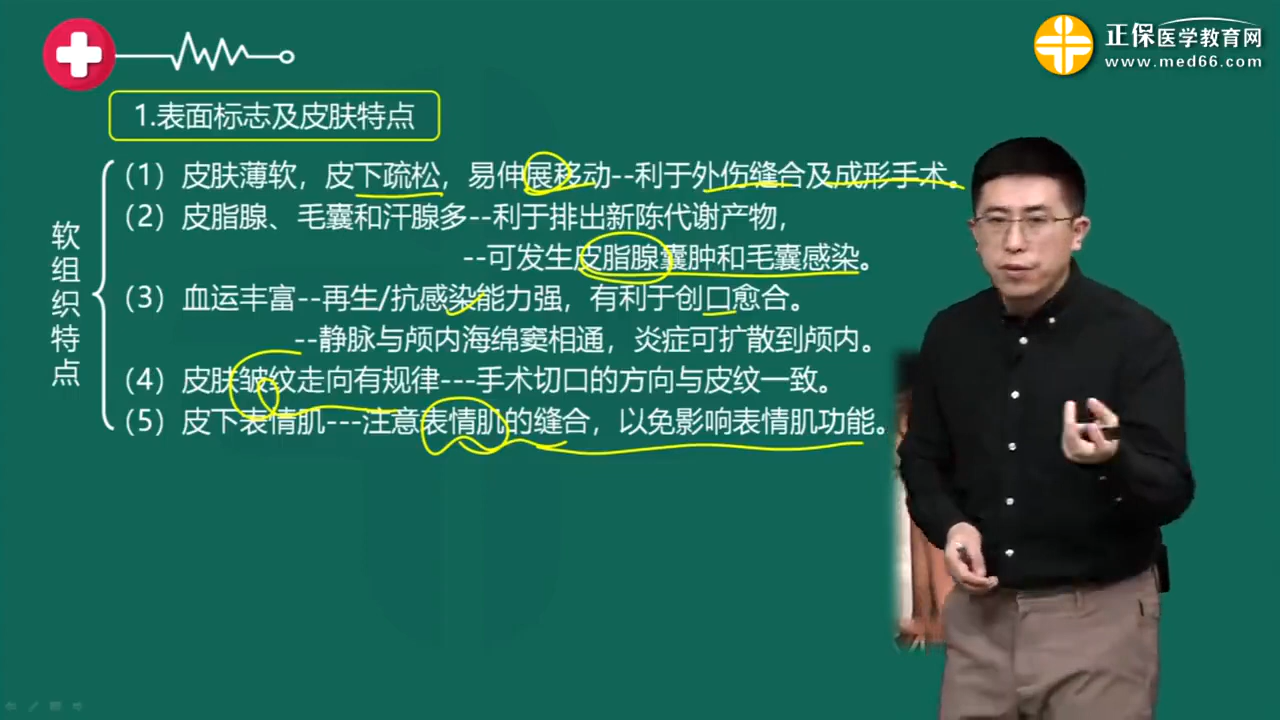 正保医学教育网
www.med66.com
1.表面标志及皮肤特点
软组织特点
（1）皮肤薄软，皮下疏松，易伸展移动--利于外伤缝合及成形手术。
（2）皮脂腺、毛囊和汗腺多--利于排出新陈代谢产物，
--可发生皮脂腺囊肿和毛囊感染。
（3）血运丰富--再生/抗感染能力强，有利于创口愈合。
--静脉与颅内海绵窦相通，炎症可扩散到颅内。
（4）皮肤皱纹走向有规律---手术切口的方向与皮纹一致。
（5）皮下表情肌---注意表情肌的缝合，以免影响表情肌功能。